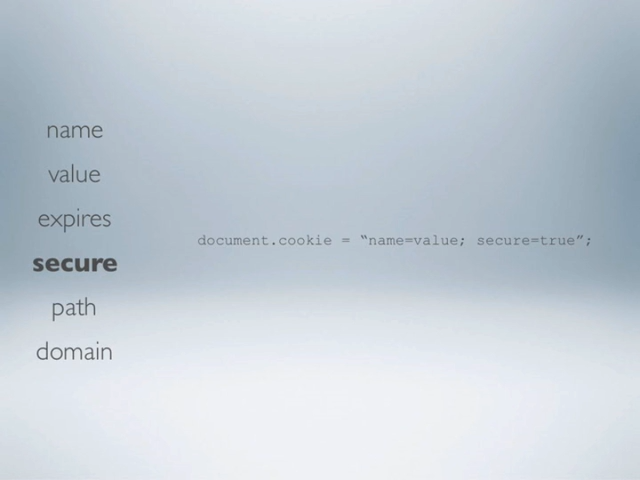 name
value
expires
secure
path
domain
document.cookie = “name=value; secure=true”;